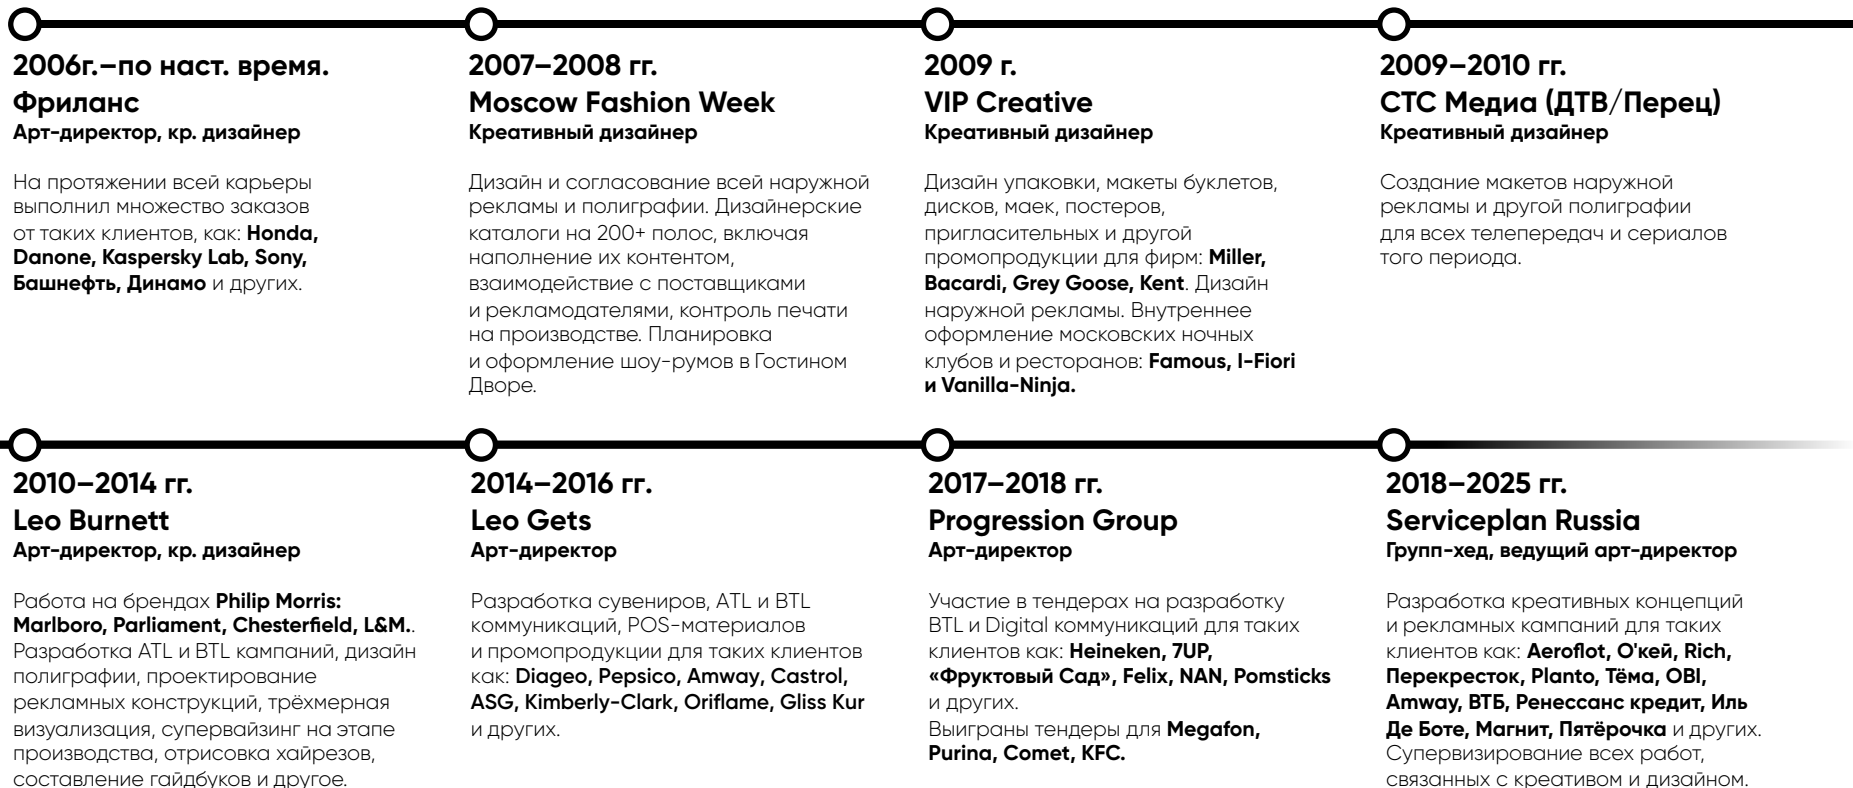 2006г.–по наст. время.
Фриланс
Арт-директор, кр. дизайнер
На протяжении всей карьеры
выполнил множество заказов
от таких клиентов, как: Honda,
Danone, Kaspersky Lab, Sony,
Башнефть, Динамо и других.
2007–2008 гг.
Moscow Fashion Week
Креативный дизайнер
Дизайн и согласование всей наружной
рекламы и полиграфии. Дизайнерские
каталоги на 200+ полос, включая
наполнение их контентом,
взаимодействие с поставщиками
и рекламодателями, контроль печати
на производстве. Планировка
и оформление шоу-румов в Гостином
Дворе.
2009 г.
VIP Creative
Креативный дизайнер
Дизайн упаковки, макеты буклетов,
дисков, маек, постеров,
пригласительных и другой
промопродукции для фирм: Miller,
Bacardi, Grey Goose, Kent. Дизайн
наружной рекламы. Внутреннее
оформление московских ночных
клубов и ресторанов: Famous, I-Fiori
и Vanilla-Ninja.
2009–2010 гг.
СТС Медиа (ДТВ/Перец)
Креативный дизайнер
Создание макетов наружной
рекламы и другой полиграфии
для всех телепередач и сериалов
того периода.
2010–2014 гг.
Leo Burnett
Арт-директор, кр. дизайнер
Работа на брендах Philip Morris:
Marlboro, Parliament, Chesterfield, L&M..
Разработка ATL и BTL кампаний, дизайн
полиграфии, проектирование
рекламных конструкций, трёхмерная
визуализация, супервайзинг на этапе
производства, отрисовка хайрезов,
составление гайдбуков и другое.
2014–2016 гг.
Leo Gets
Арт-директор
Разработка сувениров, ATL и BTL
коммуникаций, POS-материалов
и промопродукции для таких клиентов
как: Diageo, Pepsico, Amway, Castrol,
ASG, Kimberly-Clark, Oriflame, Gliss Kur
и других.
2017–2018 гг.
Progression Group
Арт-директор
Участие в тендерах на разработку
BTL и Digital коммуникаций для таких
клиентов как: Heineken, 7UP,
«Фруктовый Сад», Felix, NAN, Pomsticks
и других.
Выиграны тендеры для Megafon,
Purina, Comet, KFC.
2018–2025 гг.
Serviceplan Russia
Групп-хед, ведущий арт-директор
Разработка креативных концепций
и рекламных кампаний для таких
клиентов как: Aeroflot, О'кей, Rich,
Перекресток, Planto, Тёма, OBI,
Amway, ВТБ, Ренессанс кредит, Иль
Де Боте, Магнит, Пятёрочка и других.
Супервизирование всех работ,
связанных с креативом и дизайном.